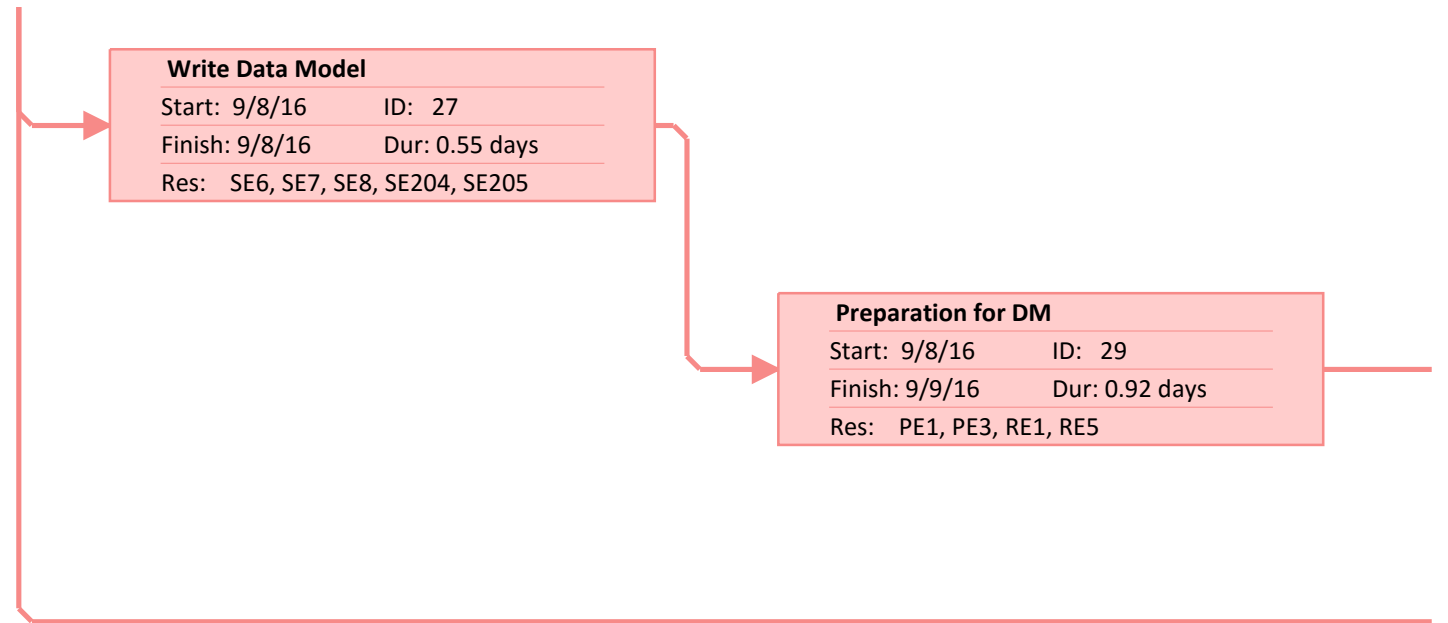 Write Data Model
Start: 9/8/16 ID: 27
Finish: 9/8/16 Dur: 0.55 days
Res: SE6, SE7, SE8, SE204, SE205
Preparation for DM
Start: 9/8/16 ID: 29
Finish: 9/9/16 Dur: 0.92 days
Res: PE1, PE3, RE1, RE5